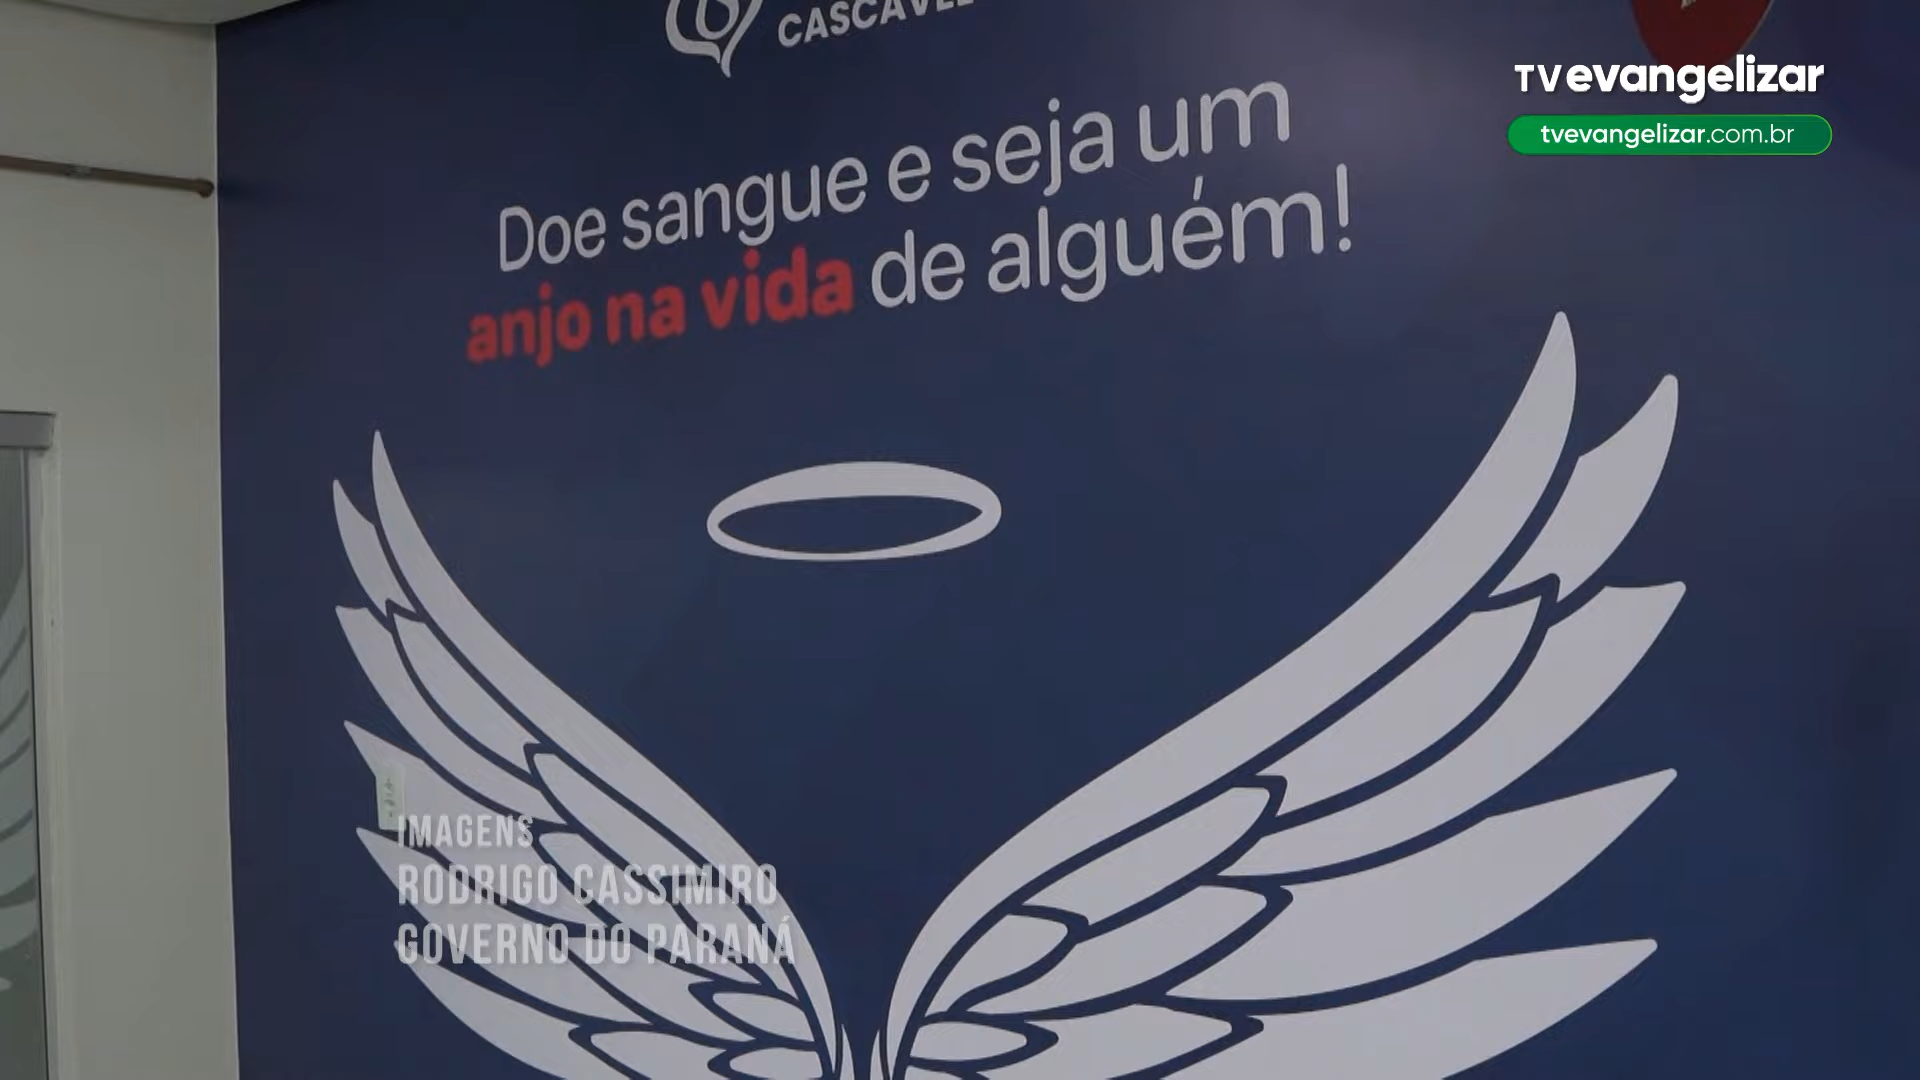 CASCAVEL
TVevangelizar
tvevangelizar.com.br
Doe sangue e seja um
anjo na vida de alguém!
IMAGENS
RODRIGO CASSIMIRO
GOVERNO DO PARANÁ